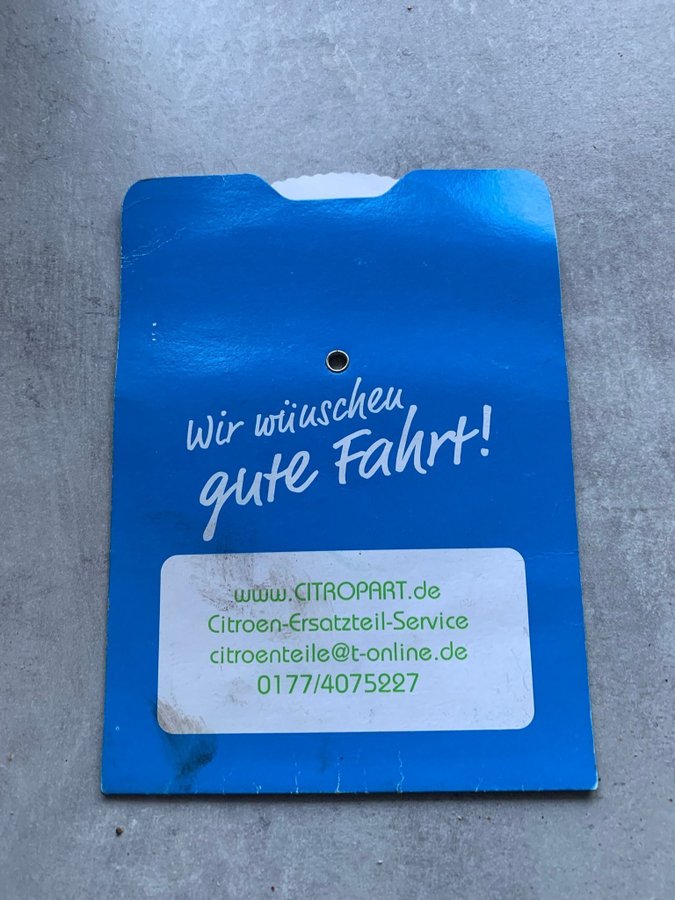 Wir wünschen
gute Fahrt!
www.CITROPART.de
Citroen-Ersatzteil-Service
citroenteile@t-online.de
0177/4075227